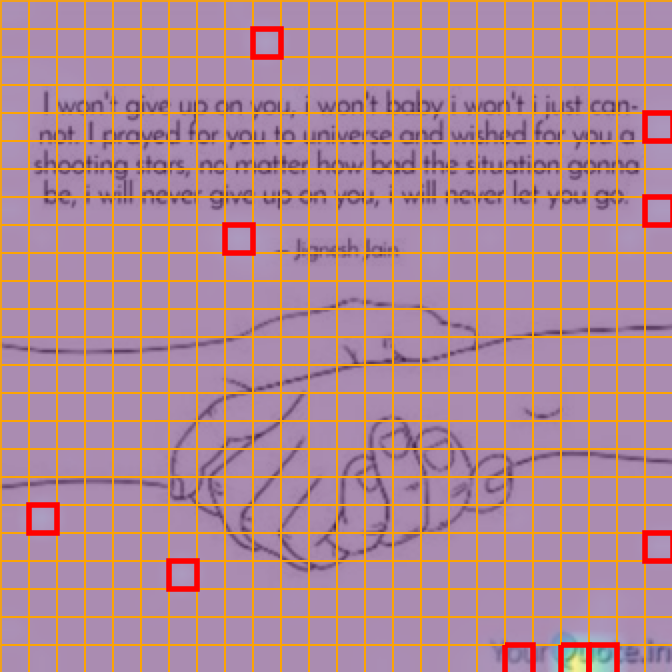 I won't give up on you, i won't baby i won't i just can-
not. I prayed for you to universe and wished for you a
shooting stars, no matter how bad the situation gonna
be, i will never give up on you, i will never let you go.
- Jignesh Jain
YourQuote.in